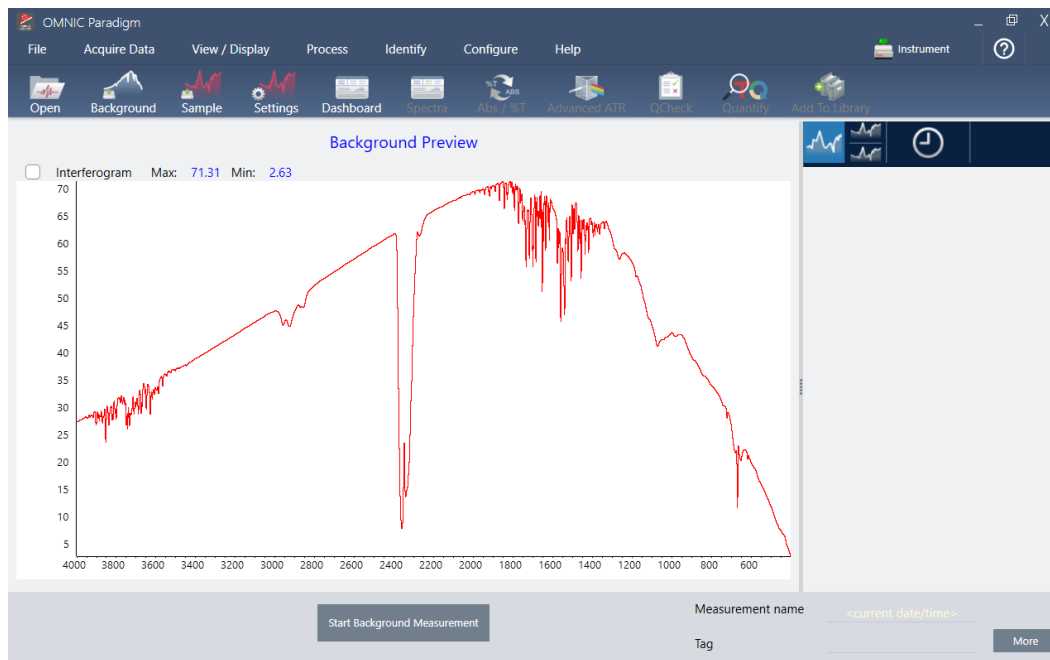 OMNIC Paradigm
File Acquire Data View / Display Process Identify Configure Help Instrument
Open Background Sample Settings Dashboard Spectra Abs / %T Advanced ATR QCheck Quantify Add To Library
%T ABS
Background Preview
Interferogram Max: 71.31 Min: 2.63
70
65
60
55
50
45
40
35
30
25
20
15
10
5
4000 3800 3600 3400 3200 3000 2800 2600 2400 2200 2000 1800 1600 1400 1200 1000 800 600
Start Background Measurement
Measurement name <current date/time>
Tag
More